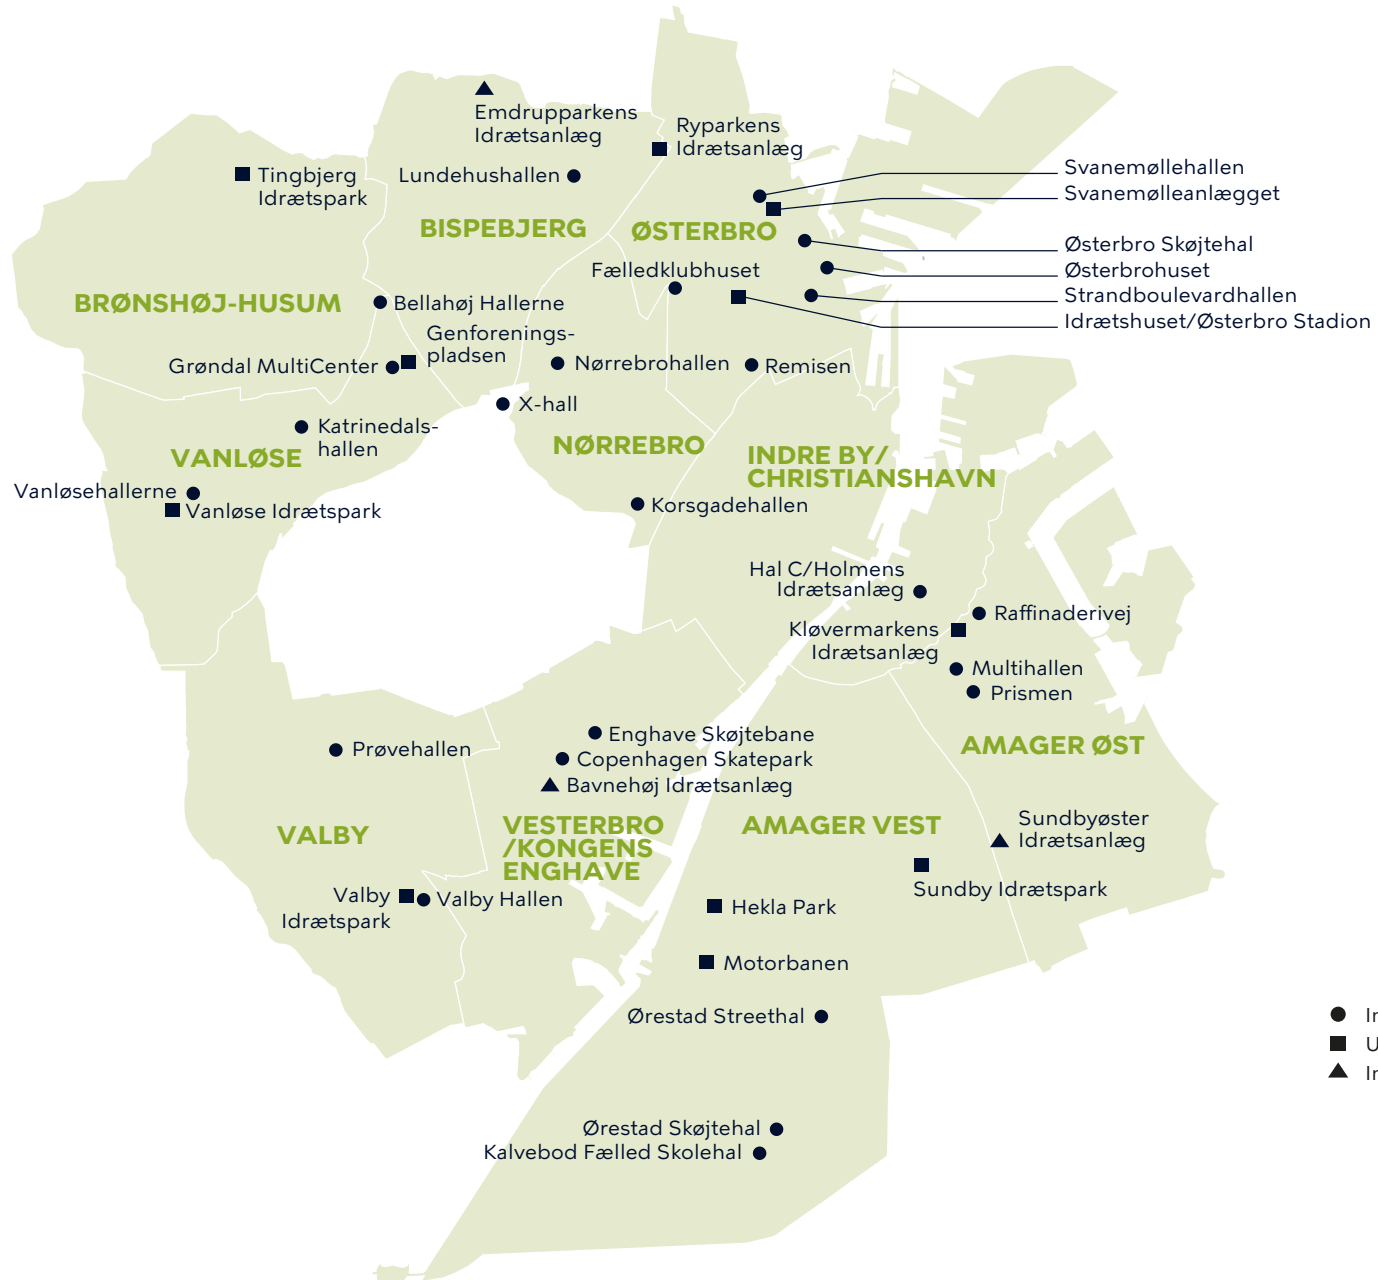 Emdrupparkens
Idrætsanlæg
Ryparkens
Idrætsanlæg
Tingbjerg
Idrætspark
Lundehushallen
Svanemøllehallen
Svanemølleanlægget
BISPEBJERG
ØSTERBRO
Østerbro Skøjtehal
Østerbrohuset
Strandboulevardhallen
Idrætshuset/Østerbro Stadion
Fælledklubhuset
BRØNSHØJ-HUSUM
Bellahøj Hallerne
Genforenings-
pladsen
Grøndal MultiCenter
Nørrebrohallen
Remisen
X-hall
Katrinedals-
hallen
VANLØSE
NØRREBRO
INDRE BY/
CHRISTIANSHAVN
Vanløsehallerne
Vanløse Idrætspark
Korsgadehallen
Hal C/Holmens
Idrætsanlæg
Raffinaderivej
Kløvermarkens
Idrætsanlæg
Multihallen
Prismen
Enghave Skøjtebane
Copenhagen Skatepark
Bavnehøj Idrætsanlæg
Prøvehallen
AMAGER ØST
VALBY
VESTERBRO
/KONGENS
ENGHAVE
AMAGER VEST
Sundbyøster
Idrætsanlæg
Sundby Idrætspark
Valby
Idrætspark
Valby Hallen
Hekla Park
Motorbanen
Ørestad Streethal
Ørestad Skøjtehal
Kalvebod Fælled Skolehal